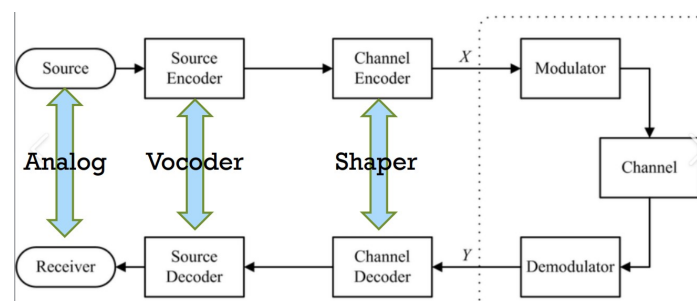 Source
Source
Encoder
Channel
Encoder
X
Modulator
Analog
Vocoder
Shaper
Channel
Receiver
Source
Decoder
Channel
Decoder
Y
Demodulator